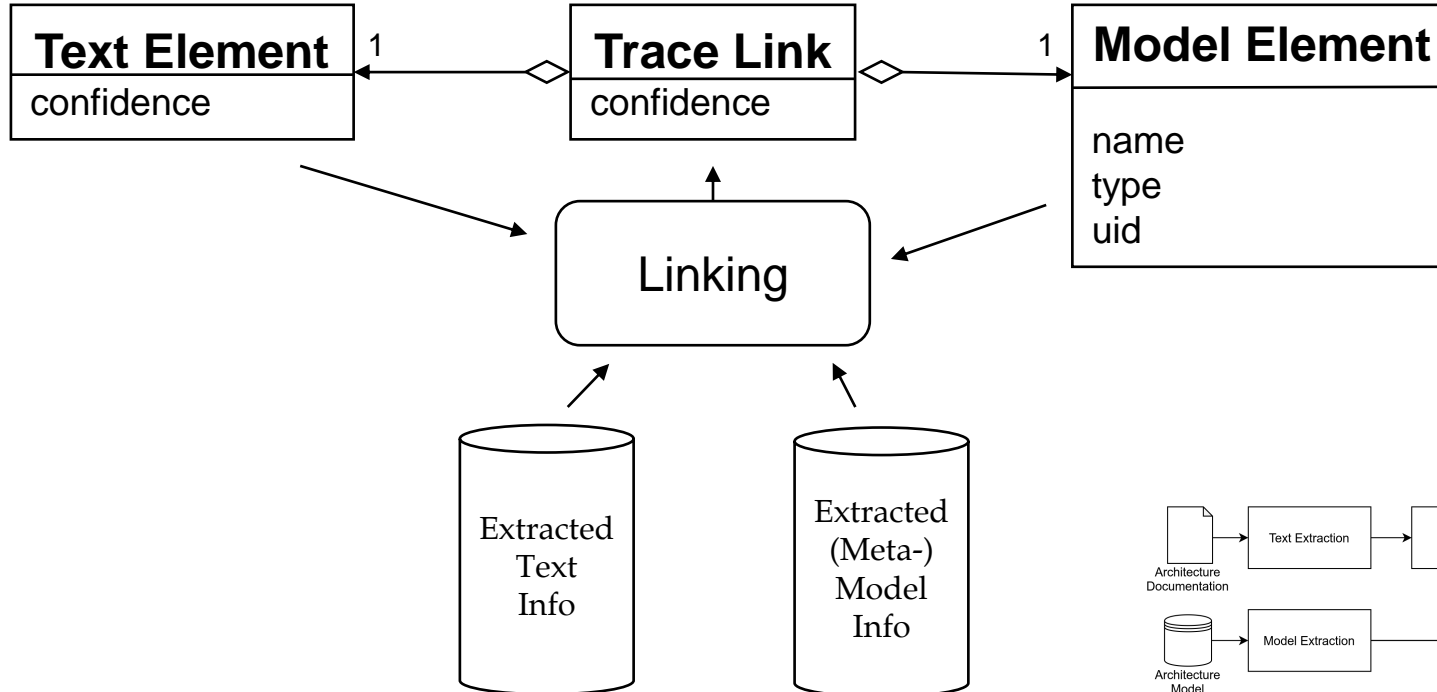 Text Element
1
Trace Link
1
Model Element
confidence
confidence
name
type
uid
Linking
Extracted
Text
Info
Extracted
(Meta-)
Model
Info
Text Extraction
Architecture
Documentation
Model Extraction
Architecture
Model